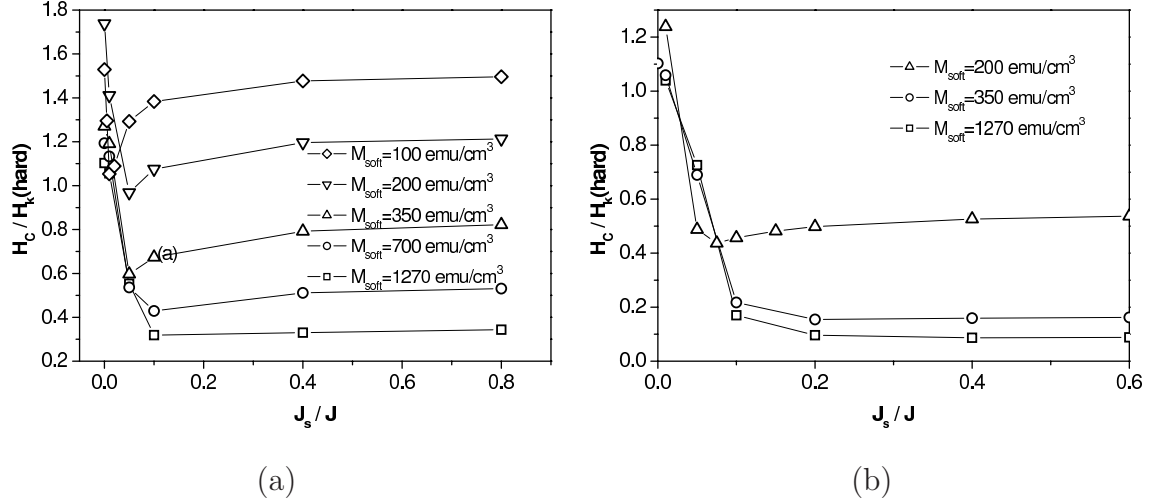 1.8
1.6
1.4
1.2
1.0
0.8
0.6
0.4
0.2
0.0 0.2 0.4 0.6 0.8
H_C / H_k(hard)
J_s / J
M_soft=100 emu/cm³
M_soft=200 emu/cm³
M_soft=350 emu/cm³
(a)
M_soft=700 emu/cm³
M_soft=1270 emu/cm³
(a)
1.2
1.0
0.8
0.6
0.4
0.2
0.0
0.0 0.2 0.4 0.6
H_C / H_k(hard)
J_s / J
M_soft=200 emu/cm³
M_soft=350 emu/cm³
M_soft=1270 emu/cm³
(b)